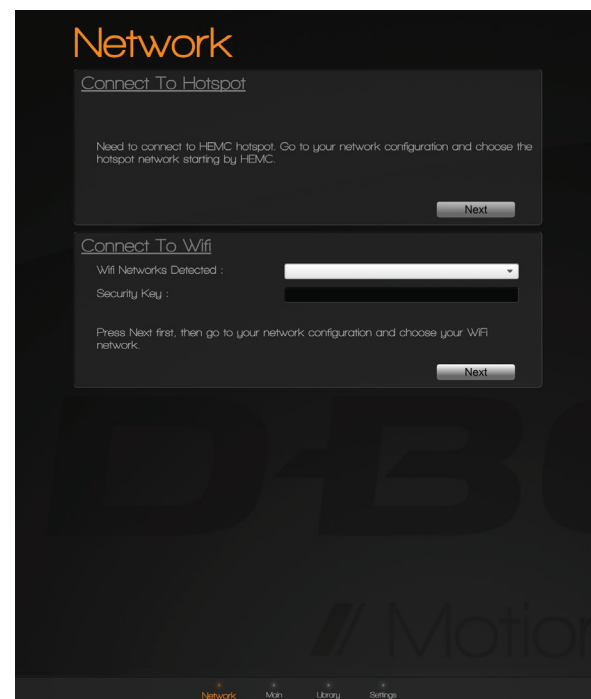 Network
Connect To Hotspot
Need to connect to HEMC hotspot. Go to your network configuration and choose the
hotspot network starting by HEMC.
Next
Connect To Wifi
Wifi Networks Detected :
Security Key :
Press Next first, then go to your network configuration and choose your WiFi
network.
Next
D-BO
// Motion
Network Main Library Settings